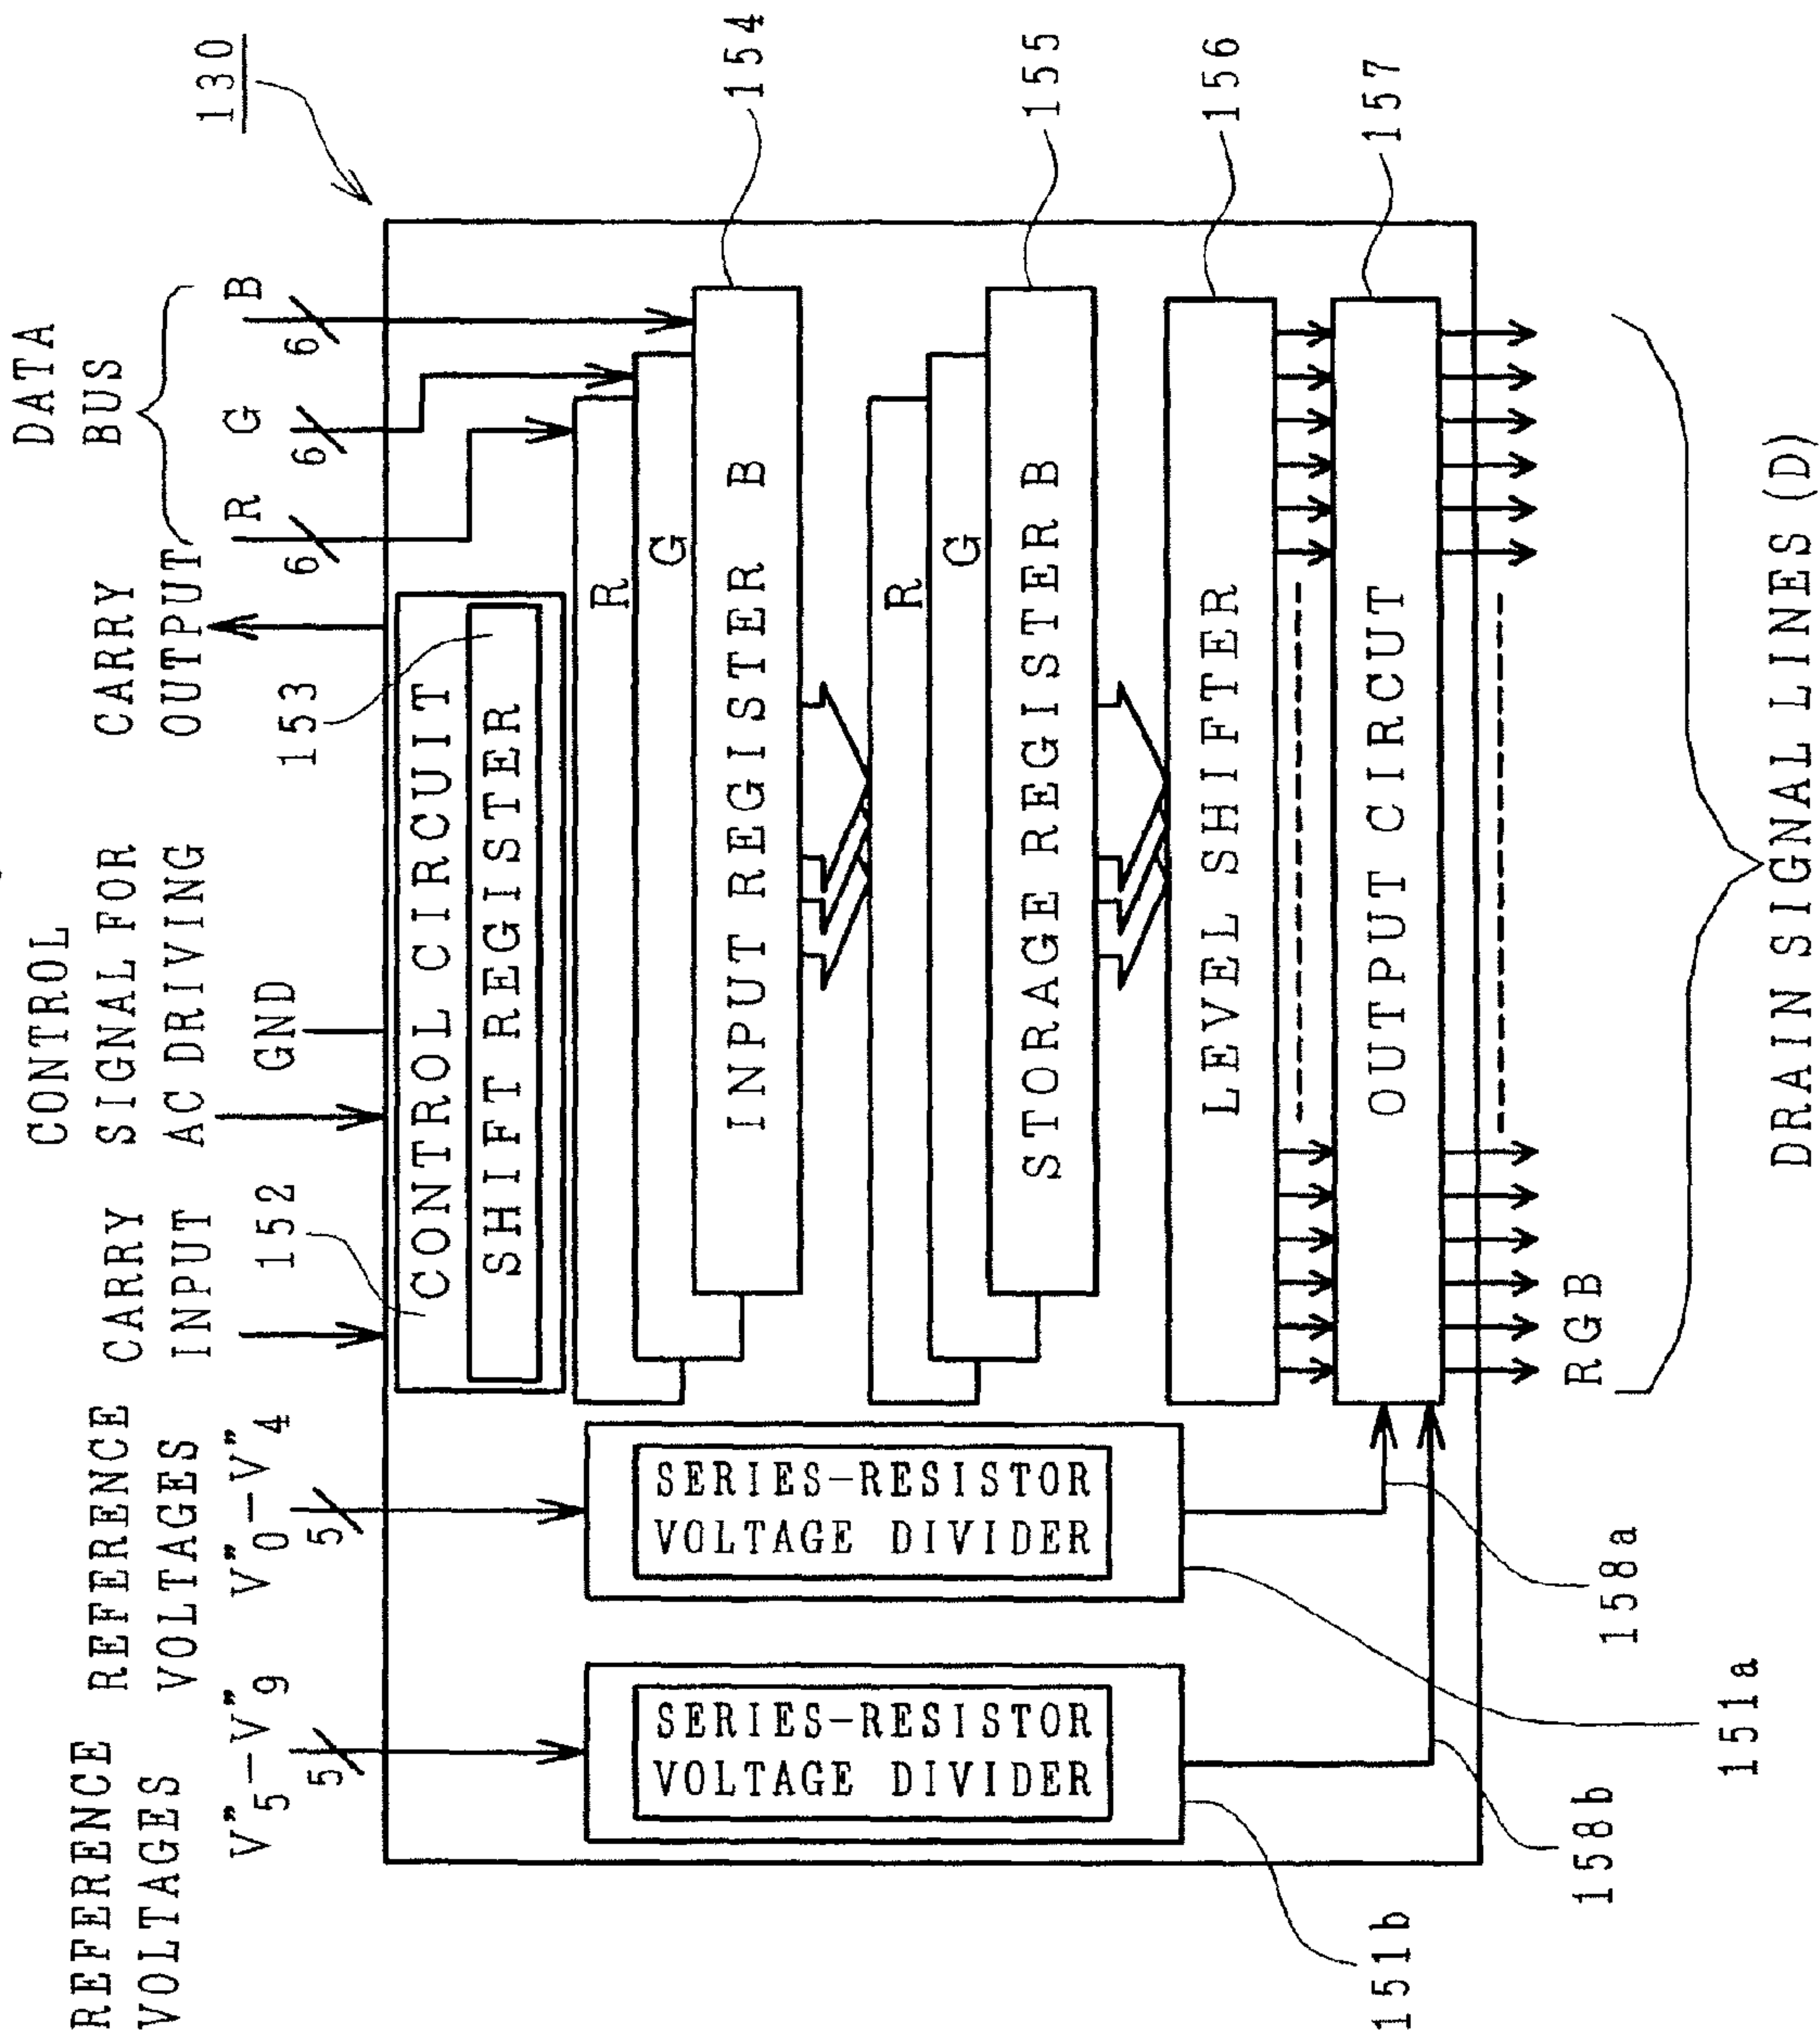 130
DATA
BUS
R G B
6 6 6
CARRY
OUTPUT
CONTROL
SIGNAL FOR
AC DRIVING
GND
CARRY
INPUT
REFERENCE
VOLTAGES
V"0-V"4
5
REFERENCE
VOLTAGES
V"5-V"9
5
152
153
CONTROL CIRCUIT
SHIFT REGISTER
R
G
INPUT REGISTER B
154
R
G
STORAGE REGISTER B
155
LEVEL SHIFTER
156
OUTPUT CIRCUT
157
SERIES-RESISTOR
VOLTAGE DIVIDER
SERIES-RESISTOR
VOLTAGE DIVIDER
151b
158b
151a
158a
RGB
DRAIN SIGNAL LINES (D)